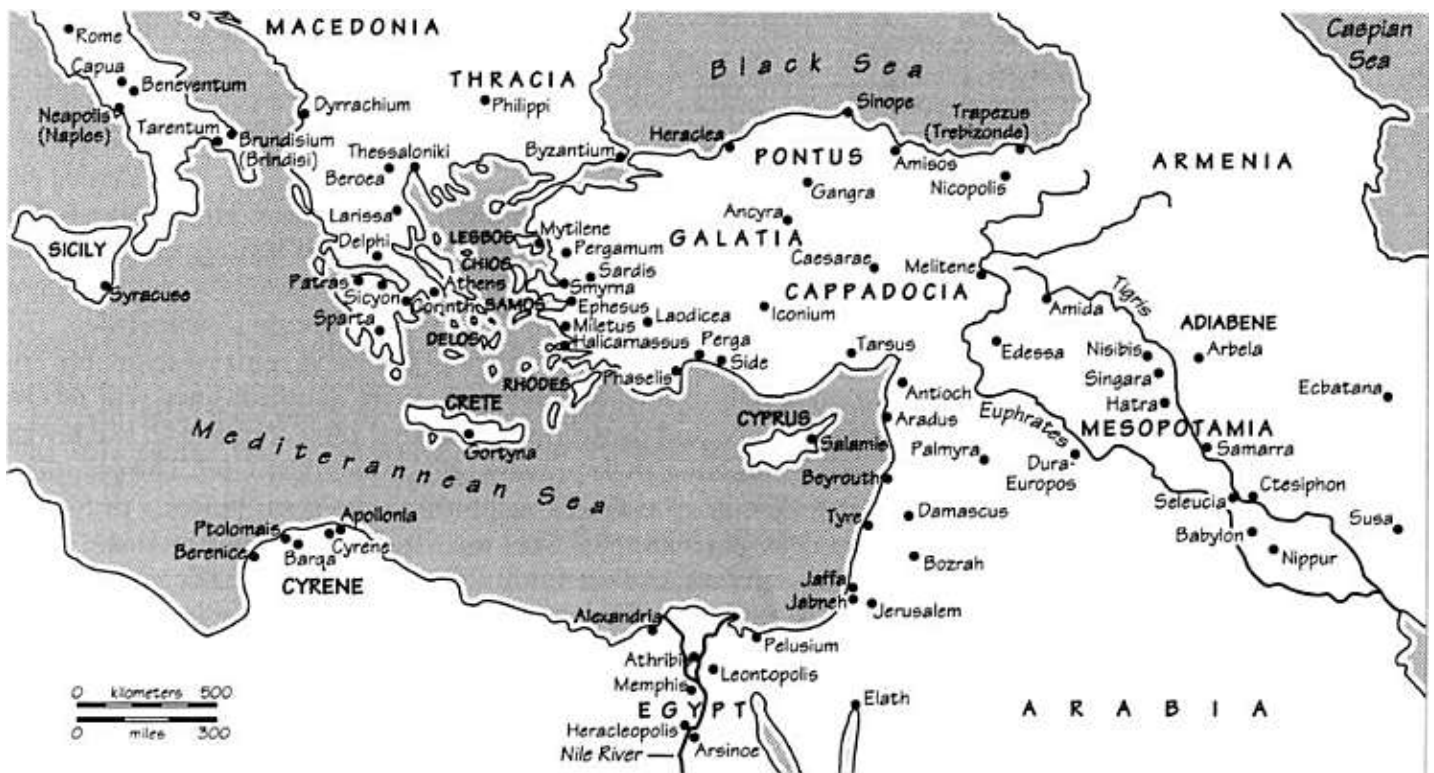 MACEDONIA
Rome
Capua
Beneventum
Neapolis
(Naples)
Tarentum
Brundisium
(Brindisi)
Dyrrachium
THRACIA
Philippi
Black Sea
Caspian
Sea
Sinope
Trapezus
(Trebizonde)
Heraclea
Byzantium
PONTUS
Amisos
ARMENIA
Thessaloniki
Beroea
Gangra
Nicopolis
Larissa
Ancyra
LESBOS
Mytilene
GALATIA
SICILY
Delphi
Pergamum
CHIOS
Caesarae
Melitene
Sardis
Patras
Athens
Smyrna
CAPPADOCIA
Tigris
Syracuse
Sicyon
Corinth
SAMOS
Ephesus
Iconium
Amida
Sparta
Miletus
Laodicea
ADIABENE
DELOS
Halicarnassus
Perga
Tarsus
Edessa
Nisibis
Arbela
RHODES
Phaselis
Side
Singara
Antioch
Ecbatana
CRETE
CYPRUS
Aradus
Euphrates
Hatra
MESOPOTAMIA
Mediterannean Sea
Gortyna
Salamis
Palmyra
Samarra
Beyrouth
Dura-
Europos
Seleucia
Ctesiphon
Ptolomais
Apollonia
Tyre
Damascus
Babylon
Susa
Berenice
Barqa
Cyrene
Bozrah
Nippur
CYRENE
Jaffa
Jabneh
Jerusalem
Alexandria
Pelusium
Athribi
Leontopolis
Memphis
0 kilometers 500
0 miles 300
EGYPT
Elath
ARABIA
Heracleopolis
Arsinoe
Nile River